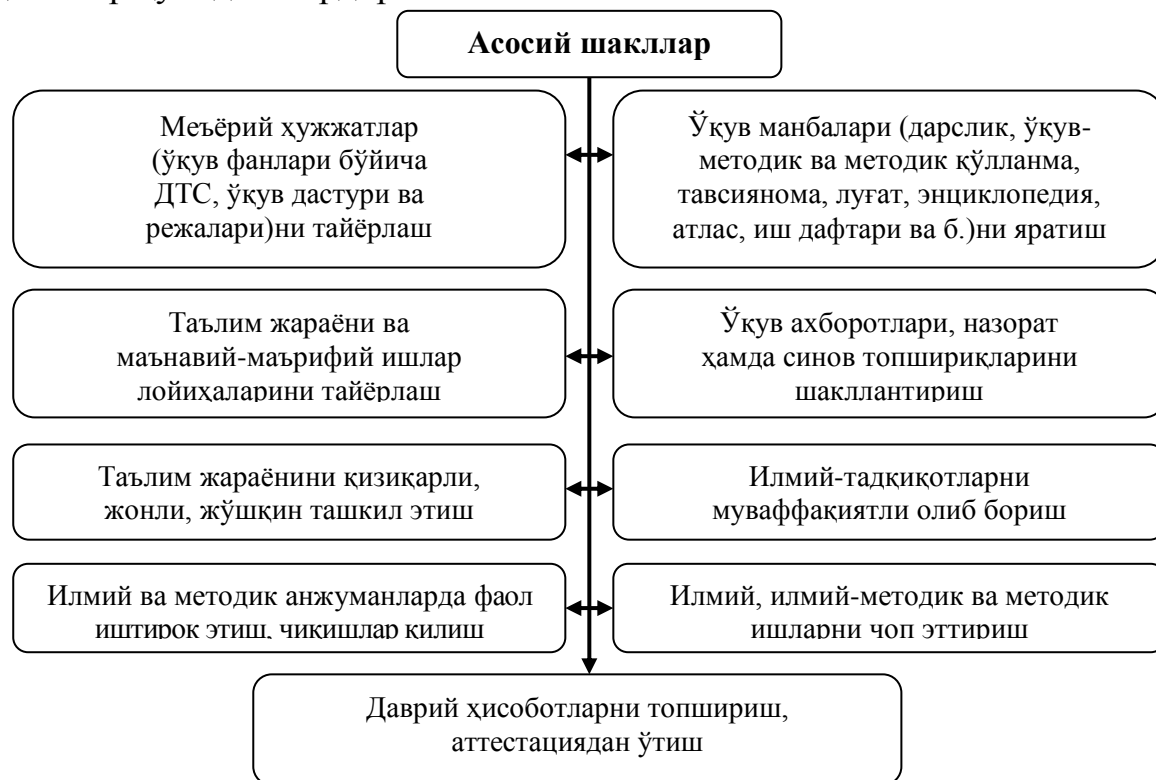 Асосий шакллар
Меъёрий ҳужжатлар
(ўқув фанлари бўйича
ДТС, ўқув дастури ва
режалари)ни тайёрлаш
Ўқув манбалари (дарслик, ўқув-
методик ва методик қўлланма,
тавсиянома, луғат, энциклопедия,
атлас, иш дафтари ва б.)ни яратиш
Таълим жараёни ва
маънавий-маърифий ишлар
лойиҳаларини тайёрлаш
Ўқув ахборотлари, назорат
ҳамда синов топшириқларини
шакллантириш
Таълим жараёнини қизиқарли,
жонли, жўшқин ташкил этиш
Илмий-тадқиқотларни
муваффақиятли олиб бориш
Илмий ва методик анжуманларда фаол
иштирок этиш, чиқишлар қилиш
Илмий, илмий-методик ва методик
ишларни чоп эттириш
Даврий ҳисоботларни топшириш,
аттестациядан ўтиш